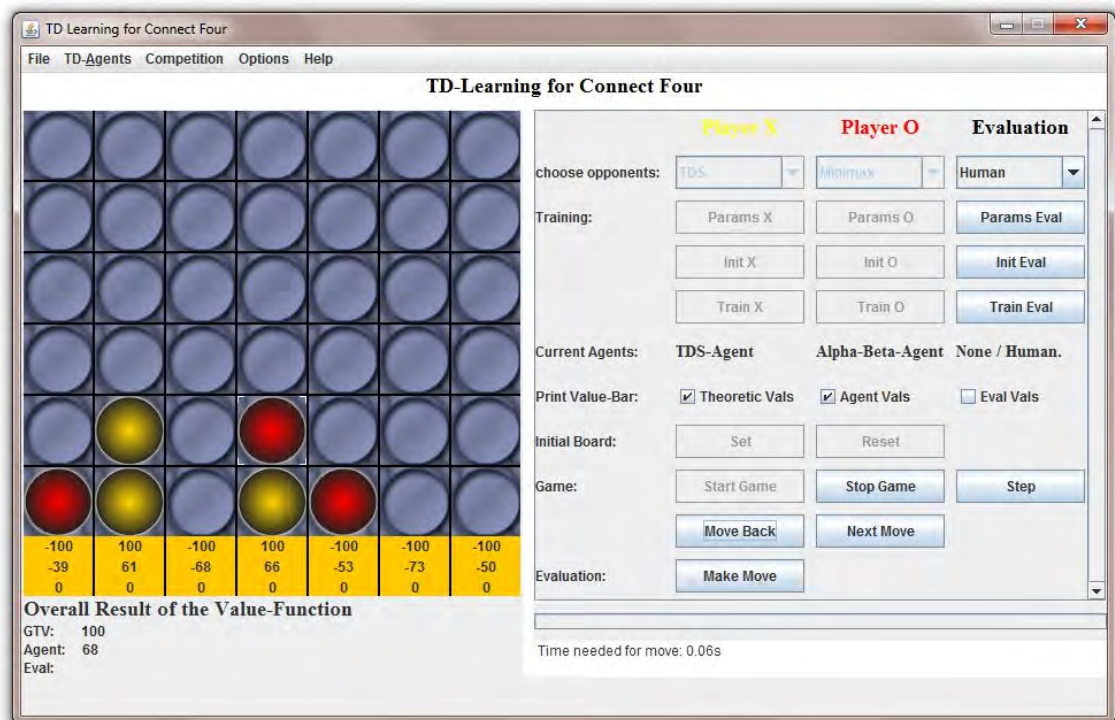 TD Learning for Connect Four
File TD-Agents Competition Options Help
TD-Learning for Connect Four
Player X Player O Evaluation
choose opponents: TDS Minimax Human
Training: Params X Params O Params Eval
Init X Init O Init Eval
Train X Train O Train Eval
Current Agents: TDS-Agent Alpha-Beta-Agent None / Human.
Print Value-Bar: Theoretic Vals Agent Vals Eval Vals
Initial Board: Set Reset
Game: Start Game Stop Game Step
Move Back Next Move
Evaluation: Make Move
-100 100 -100 100 -100 -100 -100
-39 61 -68 66 -53 -73 -50
0 0 0 0 0 0 0
Overall Result of the Value-Function
GTV: 100
Agent: 68
Eval:
Time needed for move: 0.06s